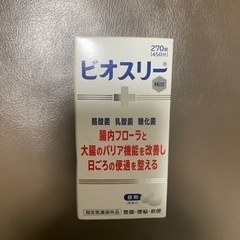 270錠
(45日分)
ビオスリー®
Hi錠
酪酸菌 乳酸菌 糖化菌
腸内フローラと
大腸のバリア機能を改善し
日ごろの便通を整える
錠剤
指定医薬部外品
整腸・便秘・軟便